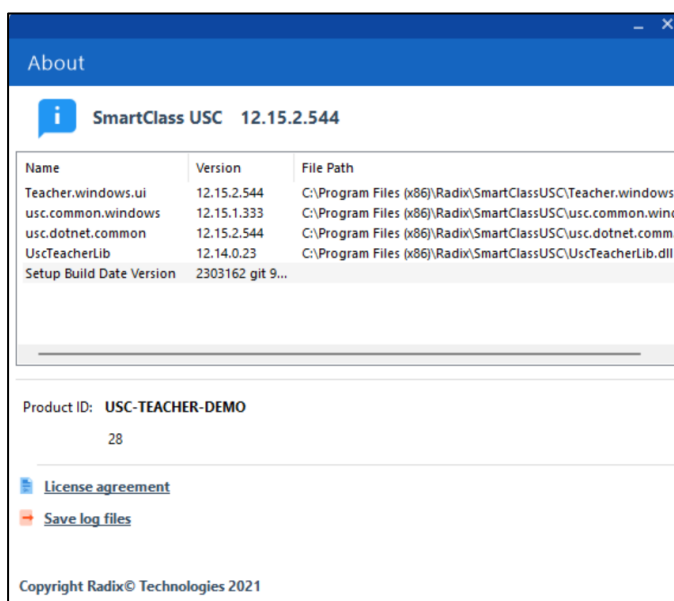 About
SmartClass USC 12.15.2.544
Name Version File Path
Teacher.windows.ui 12.15.2.544 C:\Program Files (x86)\Radix\SmartClassUSC\Teacher.windows
usc.common.windows 12.15.1.333 C:\Program Files (x86)\Radix\SmartClassUSC\usc.common.wind
usc.dotnet.common 12.15.2.544 C:\Program Files (x86)\Radix\SmartClassUSC\usc.dotnet.comm
UscTeacherLib 12.14.0.23 C:\Program Files (x86)\Radix\SmartClassUSC\UscTeacherLib.dll
Setup Build Date Version 2303162 git 9...
Product ID: USC-TEACHER-DEMO
28
License agreement
Save log files
Copyright Radix© Technologies 2021